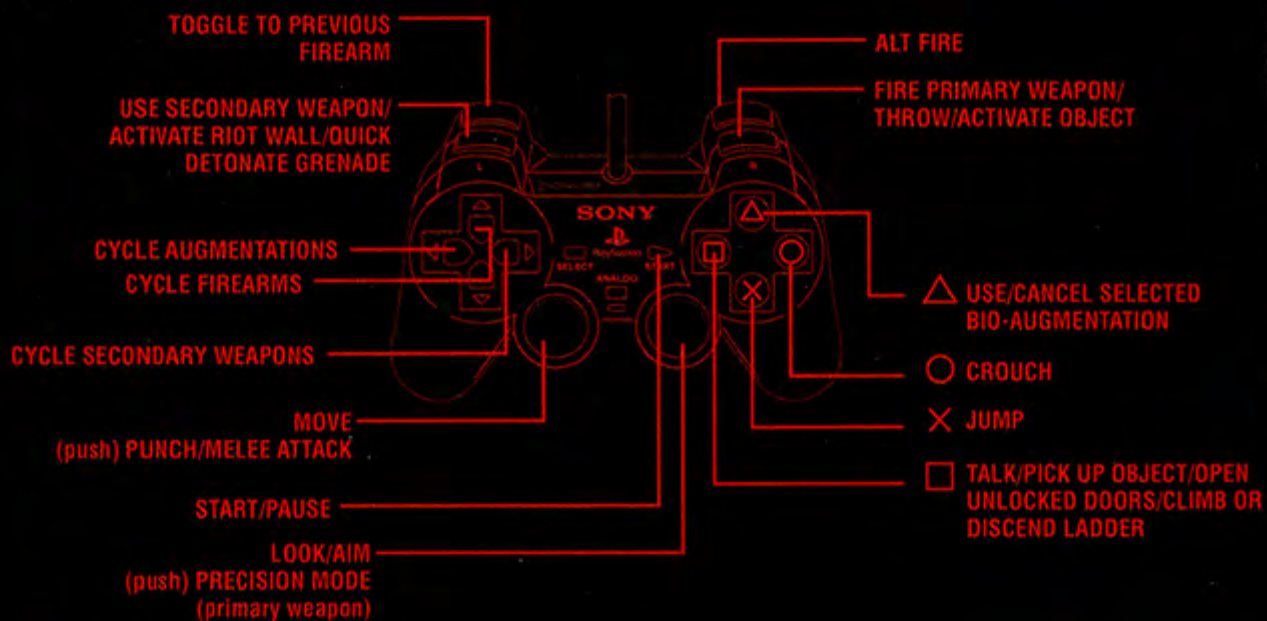 TOGGLE TO PREVIOUS
FIREARM
USE SECONDARY WEAPON/
ACTIVATE RIOT WALL/QUICK
DETONATE GRENADE
CYCLE AUGMENTATIONS
CYCLE FIREARMS
CYCLE SECONDARY WEAPONS
MOVE
(push) PUNCH/MELEE ATTACK
START/PAUSE
LOOK/AIM
(push) PRECISION MODE
(primary weapon)
L
SONY
PlayStation
SELECT
START
ANALOG
R
ALT FIRE
FIRE PRIMARY WEAPON/
THROW/ACTIVATE OBJECT
USE/CANCEL SELECTED
BIO-AUGMENTATION
CROUCH
JUMP
TALK/PICK UP OBJECT/OPEN
UNLOCKED DOORS/CLIMB OR
DISCEND LADDER